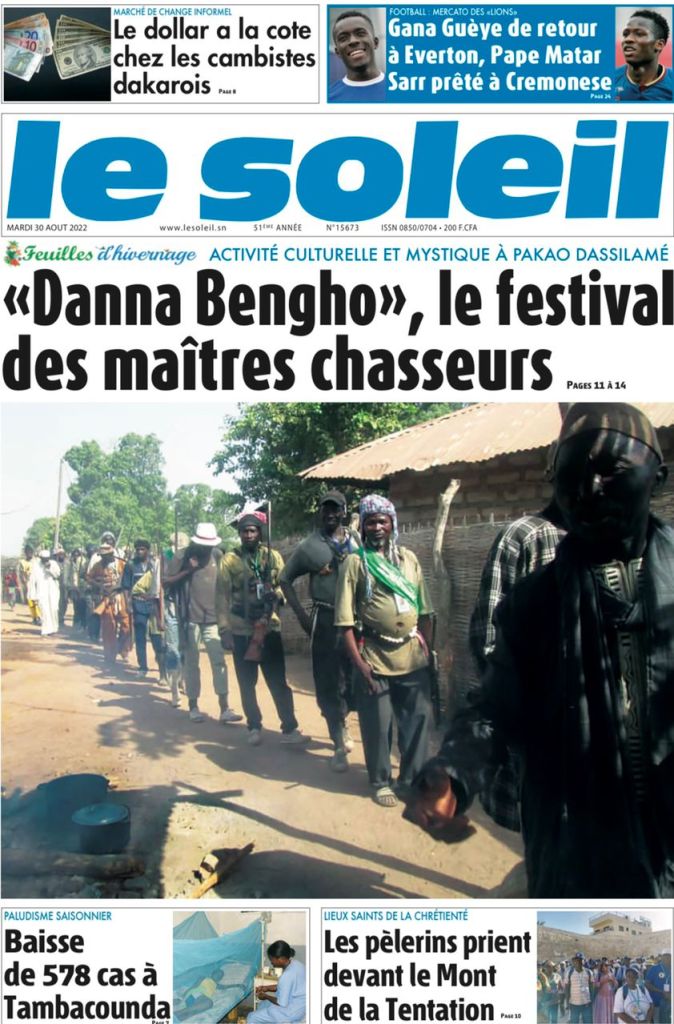 MARCHÉ DE CHANGE INFORMEL
Le dollar a la cote
chez les cambistes
dakarois PAGE 8
FOOTBALL : MERCATO DES «LIONS»
Gana Guèye de retour
à Everton, Pape Matar
Sarr prêté à Cremonese
PAGE 24
le soleil
MARDI 30 AOUT 2022 www.lesoleil.sn 51ÈME ANNÉE N°15673 ISSN 0850/0704 • 200 F.CFA
Feuilles d'hivernage ACTIVITÉ CULTURELLE ET MYSTIQUE À PAKAO DASSILAMÉ
«Danna Bengho», le festival
des maîtres chasseurs PAGES 11 À 14
PALUDISME SAISONNIER
Baisse
de 578 cas à
Tambacounda
LIEUX SAINTS DE LA CHRÉTIENTÉ
Les pèlerins prient
devant le Mont
de la Tentation PAGE 10